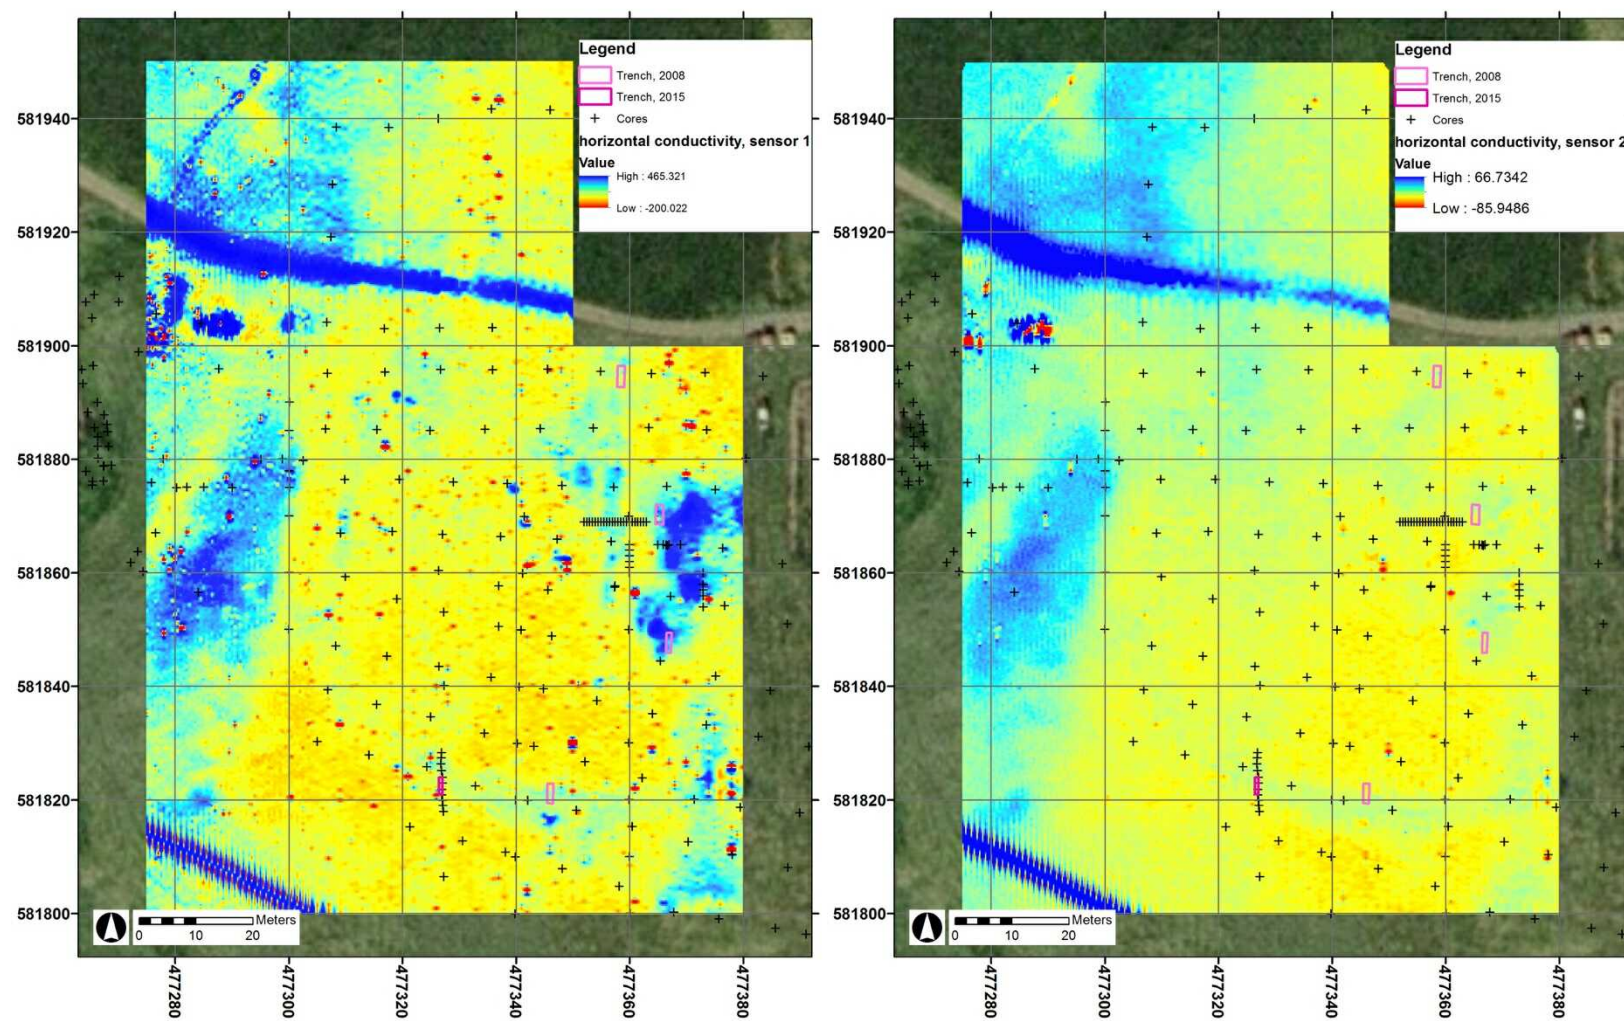 Legend
Trench, 2008
Trench, 2015
Cores
horizontal conductivity, sensor 1
Value
High : 465.321
Low : -200.022
581940
581920
581900
581880
581860
581840
581820
581800
Meters
0 10 20
477280 477300 477320 477340 477360 477380
Legend
Trench, 2008
Trench, 2015
Cores
horizontal conductivity, sensor 2
Value
High : 66.7342
Low : -85.9486
581940
581920
581900
581880
581860
581840
581820
581800
Meters
0 10 20
477280 477300 477320 477340 477360 477380